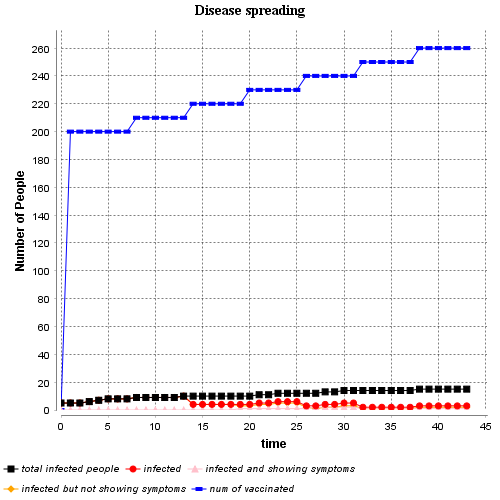 Disease spreading
Number of People
260
240
220
200
180
160
140
120
100
80
60
40
20
0
0 5 10 15 20 25 30 35 40 45
time
total infected people infected infected and showing symptoms
infected but not showing symptoms num of vaccinated